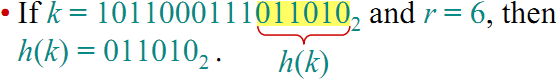 • If k = 1011000111011010₂ and r = 6, then
h(k) = 011010₂ .
h(k)